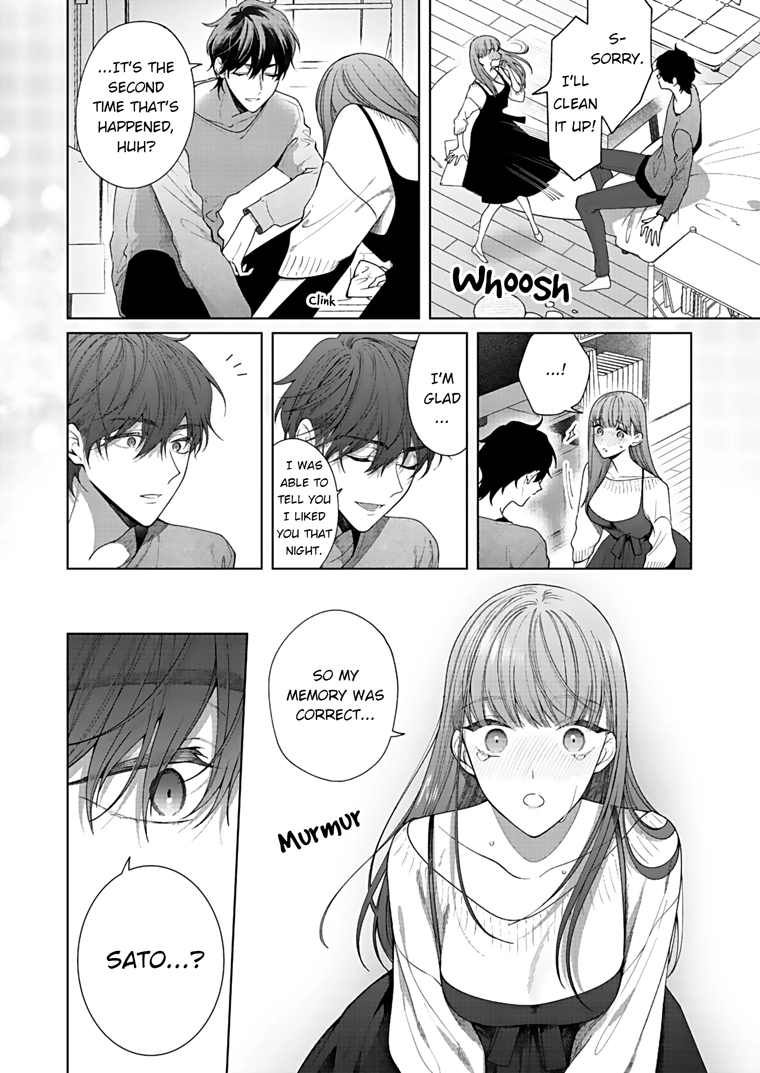 S-
SORRY.
I'LL
CLEAN
IT UP!
WHOOSH
...IT'S THE
SECOND
TIME THAT'S
HAPPENED,
HUH?
Clink
...!
I'M
GLAD
...
I WAS
ABLE TO
TELL YOU
I LIKED
YOU THAT
NIGHT.
SO MY
MEMORY WAS
CORRECT...
MURMUR
SATO...?